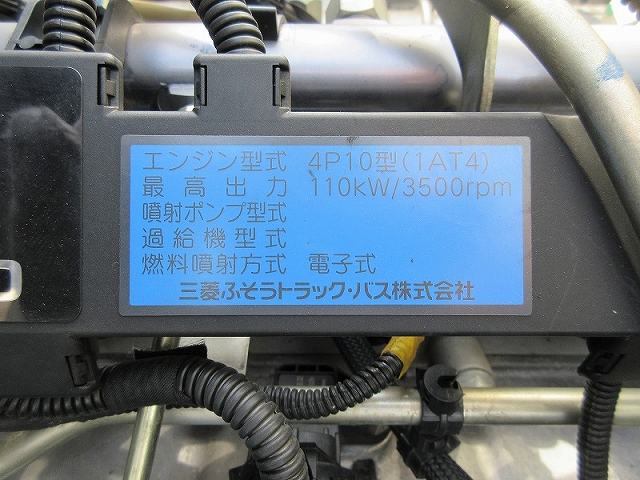 エンジン型式 4P10型(1AT4)
最高出力 110kW/3500rpm
噴射ポンプ型式
過給機型式
燃料噴射方式 電子式
三菱ふそうトラック・バス株式会社